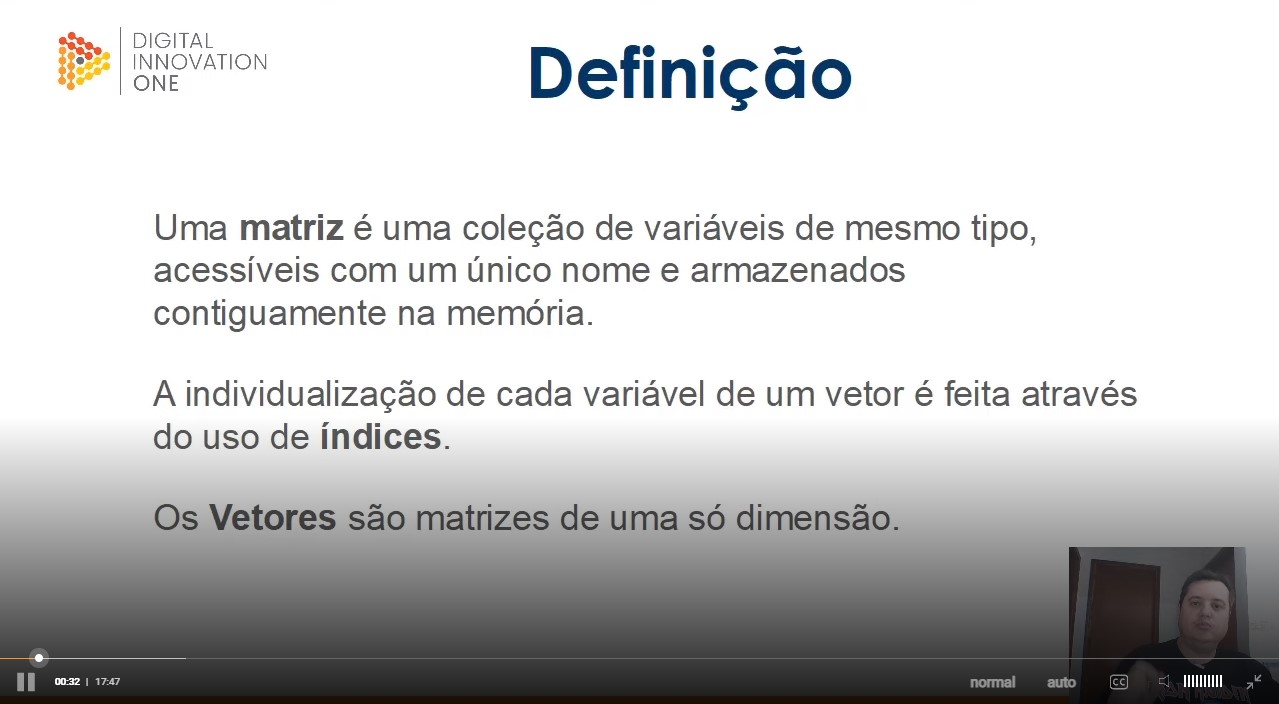 DIGITAL
INNOVATION
ONE
Definição
Uma matriz é uma coleção de variáveis de mesmo tipo,
acessíveis com um único nome e armazenados
contiguamente na memória.
A individualização de cada variável de um vetor é feita através
do uso de índices.
Os Vetores são matrizes de uma só dimensão.
00:32 | 17:47
normal auto CC